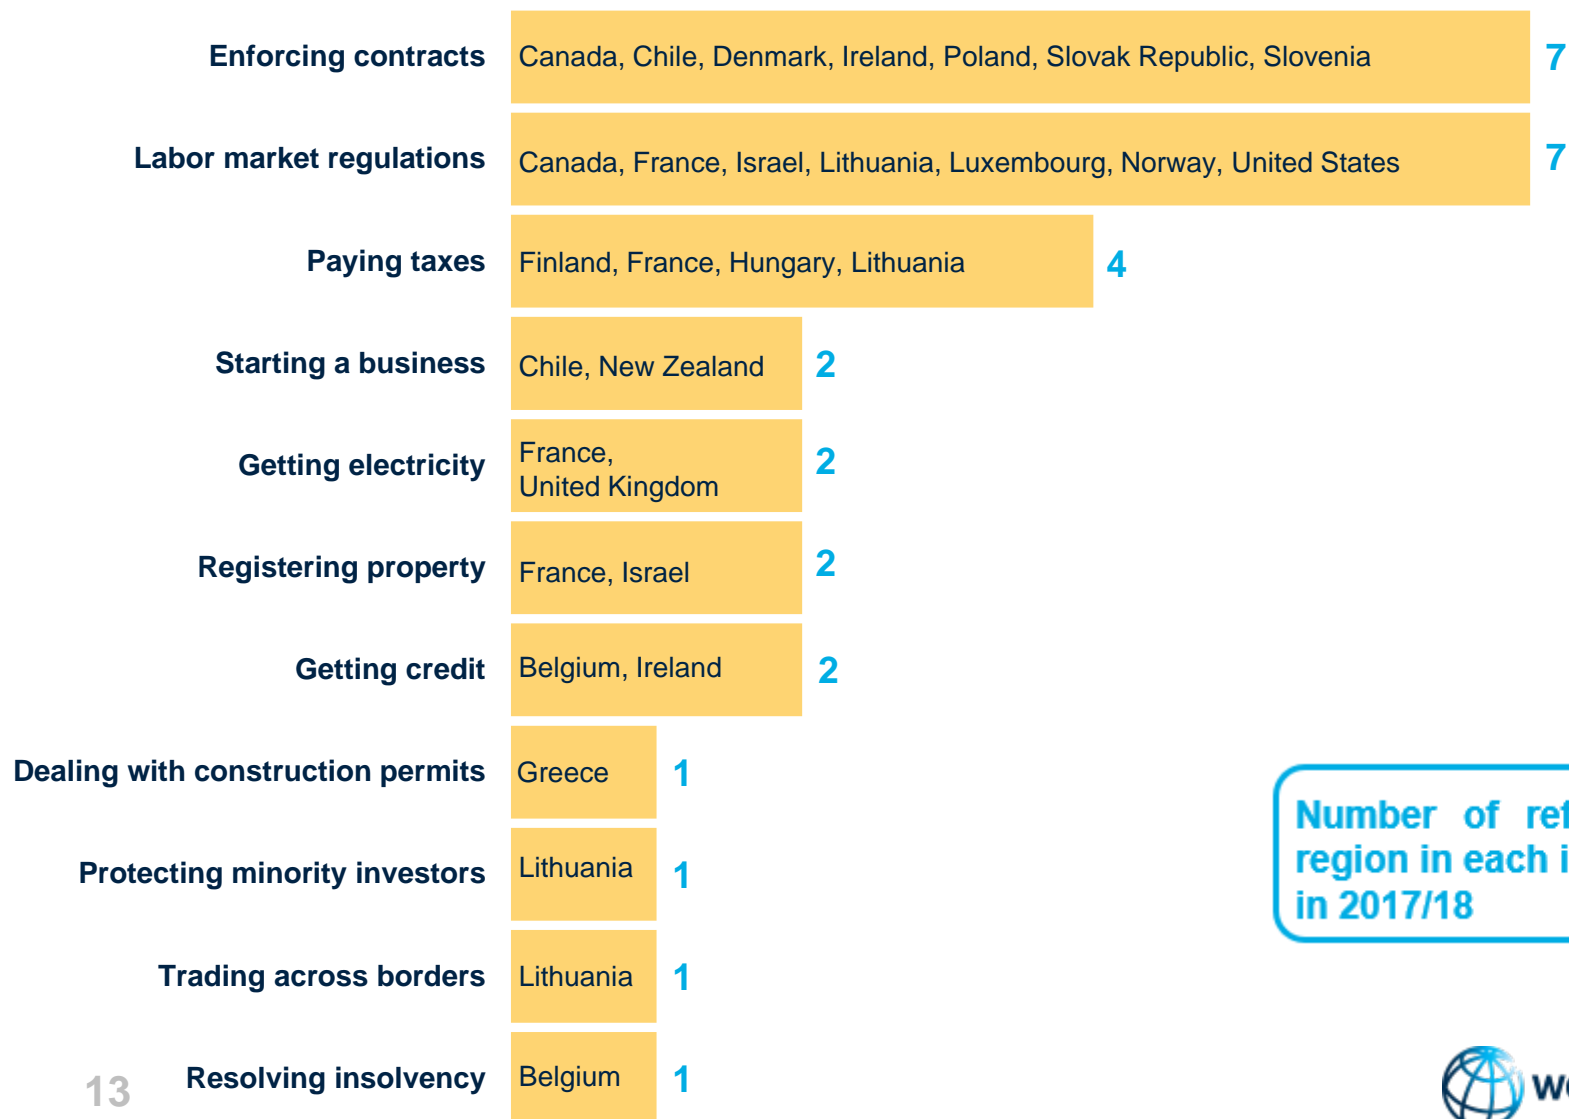 Enforcing contracts Canada, Chile, Denmark, Ireland, Poland, Slovak Republic, Slovenia 7
Labor market regulations Canada, France, Israel, Lithuania, Luxembourg, Norway, United States 7
Paying taxes Finland, France, Hungary, Lithuania 4
Starting a business Chile, New Zealand 2
Getting electricity France,
United Kingdom 2
Registering property France, Israel 2
Getting credit Belgium, Ireland 2
Dealing with construction permits Greece 1
Protecting minority investors Lithuania 1
Trading across borders Lithuania 1
Resolving insolvency Belgium 1
Number of
region in each
in 2017/18
13